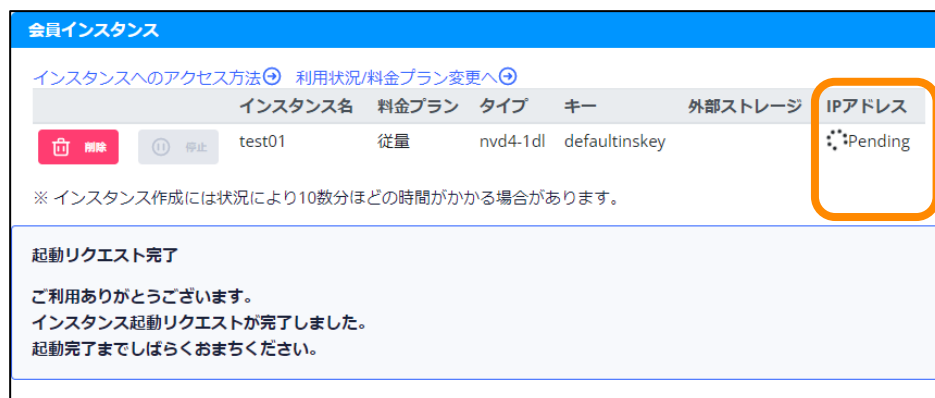 会員インスタンス
インスタンスへのアクセス方法 利用状況/料金プラン変更へ
インスタンス名 料金プラン タイプ キー 外部ストレージ IPアドレス
削除 停止 test01 従量 nvd4-1dl defaultinskey Pending
※ インスタンス作成には状況により10数分ほどの時間がかかる場合があります。
起動リクエスト完了
ご利用ありがとうございます。
インスタンス起動リクエストが完了しました。
起動完了までしばらくおまちください。